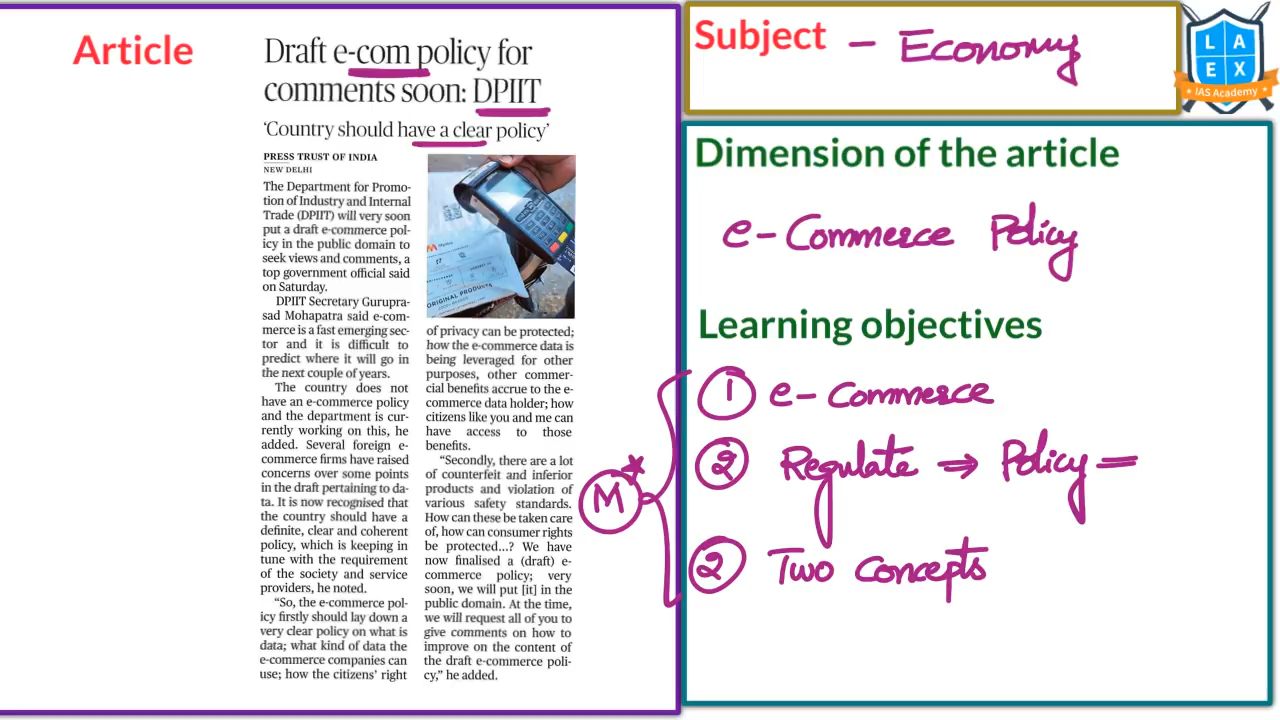 Article
Draft e-com policy for
comments soon: DPIIT
‘Country should have a clear policy’
PRESS TRUST OF INDIA
NEW DELHI
The Department for Promo-
tion of Industry and Internal
Trade (DPIIT) will very soon
put a draft e-commerce pol-
icy in the public domain to
seek views and comments, a
top government official said
on Saturday.
DPIIT Secretary Gurupra-
sad Mohapatra said e-com-
merce is a fast emerging sec-
tor and it is difficult to
predict where it will go in
the next couple of years.
The country does not
have an e-commerce policy
and the department is cur-
rently working on this, he
added. Several foreign e-
commerce firms have raised
concerns over some points
in the draft pertaining to da-
ta. It is now recognised that
the country should have a
definite, clear and coherent
policy, which is keeping in
tune with the requirement
of the society and service
providers, he noted.
“So, the e-commerce pol-
icy firstly should lay down a
very clear policy on what is
data; what kind of data the
e-commerce companies can
use; how the citizens’ right
ORIGINAL PRODUCTS
of privacy can be protected;
how the e-commerce data is
being leveraged for other
purposes, other commer-
cial benefits accrue to the e-
commerce data holder; how
citizens like you and me can
have access to those
benefits.
“Secondly, there are a lot
of counterfeit and inferior
products and violation of
various safety standards.
How can these be taken care
of, how can consumer rights
be protected...? We have
now finalised a (draft) e-
commerce policy; very
soon, we will put [it] in the
public domain. At the time,
we will request all of you to
give comments on how to
improve on the content of
the draft e-commerce poli-
cy,” he added.
Subject - Economy
LA
EX
IAS Academy
Dimension of the article
e-Commerce Policy
Learning objectives
M
1 e-Commerce
2 Regulate ⇒ Policy
2 Two Concepts